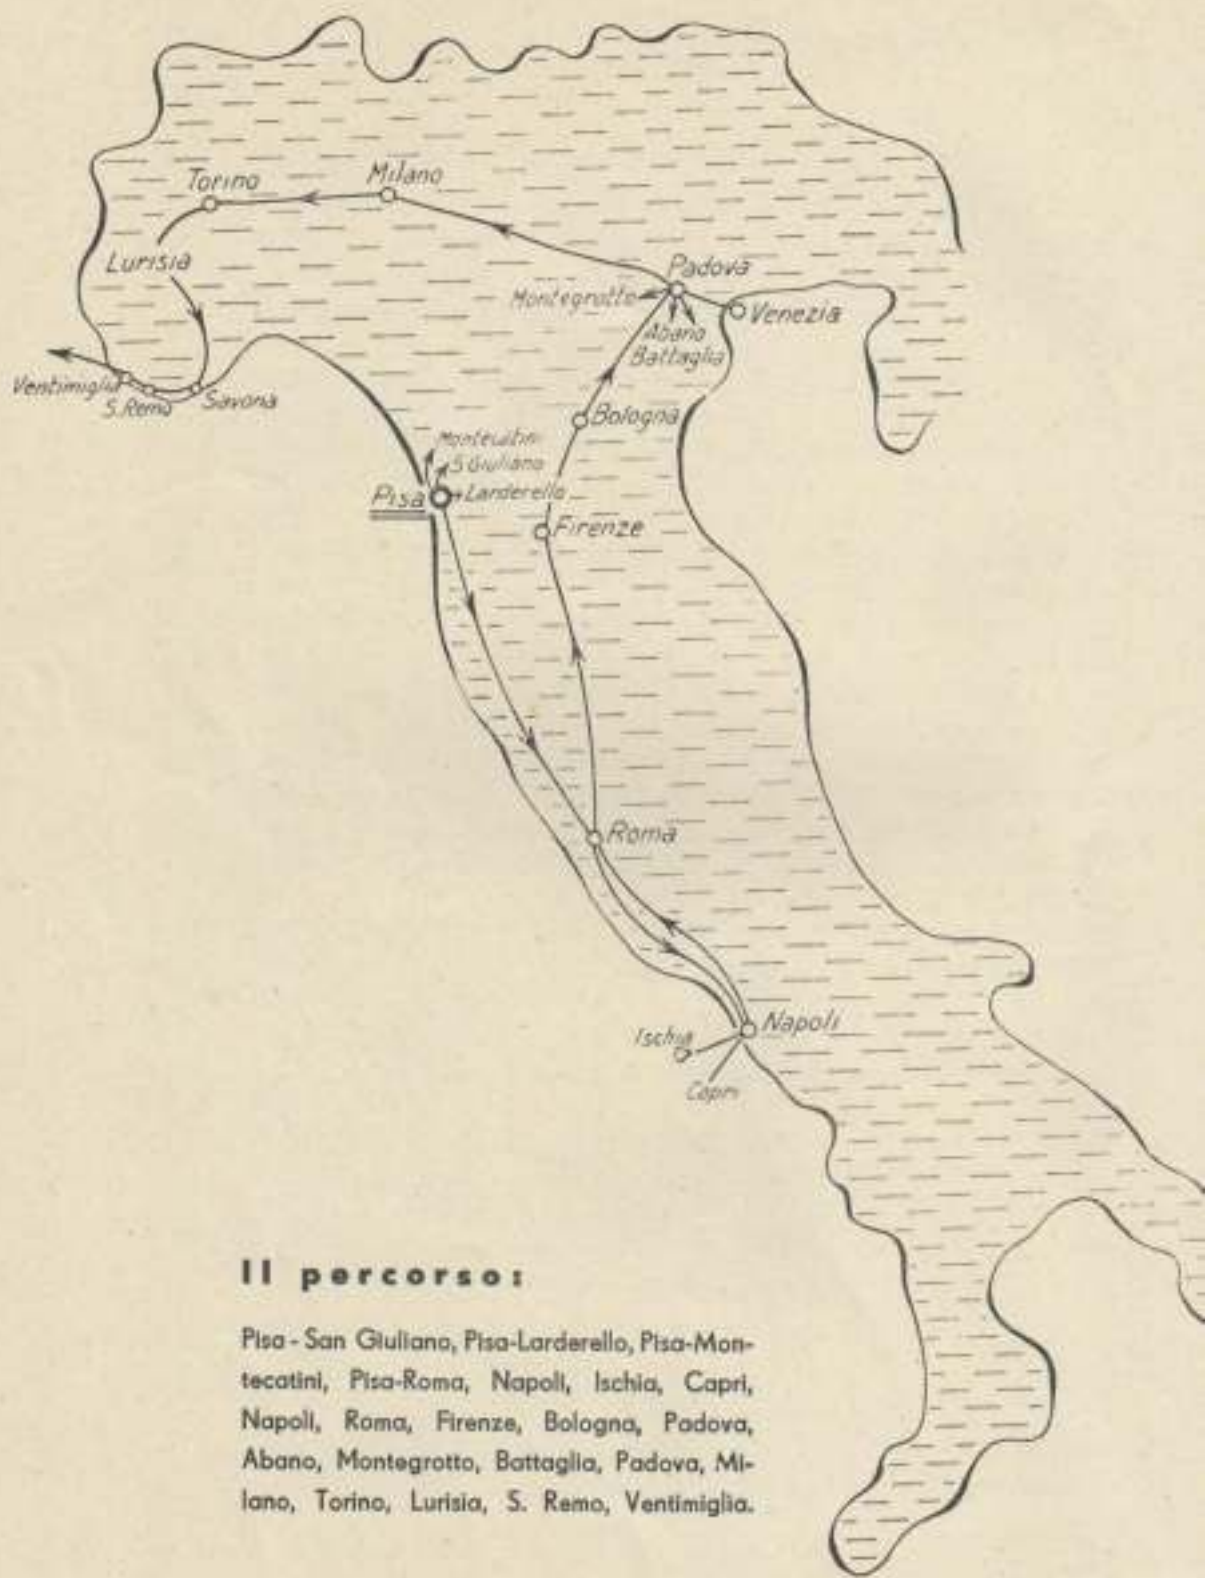 Torino
Milano
Lurisia
Padova
Montegrotto
Venezia
Abano
Battaglia
Ventimiglia
S. Remo
Savona
Bologna
S. Giuliano
Pisa
Larderello
Firenze
Roma
Napoli
Ischia
Capri
Il percorso:
Pisa - San Giuliano, Pisa-Larderello, Pisa-Mon-
tecatini, Pisa-Roma, Napoli, Ischia, Capri,
Napoli, Roma, Firenze, Bologna, Padova,
Abano, Montegrotto, Battaglia, Padova, Mi-
lano, Torino, Lurisia, S. Remo, Ventimiglia.